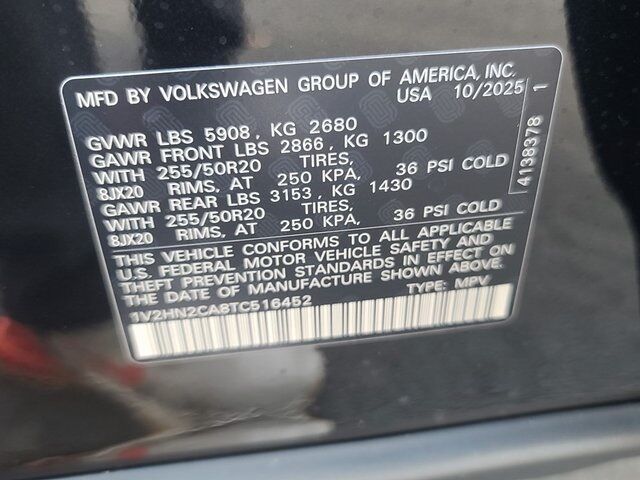 MFD BY VOLKSWAGEN GROUP OF AMERICA, INC.
USA 10/2025
GVWR LBS 5908, KG 2680
GAWR FRONT LBS 2866, KG 1300
WITH 255/50R20 TIRES,
8JX20 RIMS, AT 250 KPA, 36 PSI COLD
GAWR REAR LBS 3153, KG 1430
WITH 255/50R20 TIRES,
8JX20 RIMS, AT 250 KPA, 36 PSI COLD
THIS VEHICLE CONFORMS TO ALL APPLICABLE
U.S. FEDERAL MOTOR VEHICLE SAFETY AND
THEFT PREVENTION STANDARDS IN EFFECT ON
THE DATE OF MANUFACTURE SHOWN ABOVE.
1V2HN2CA8TC516452 TYPE: MPV
4138378 1